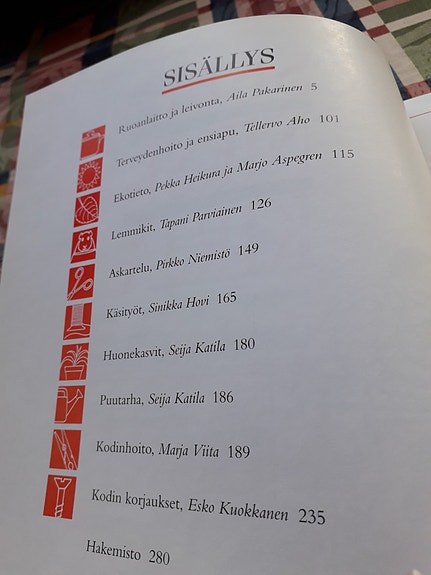 SISÄLLYS
Ruoanlaitto ja leivonta, Aila Pakarinen 5
Terveydenhoito ja ensiapu, Tellervo Aho 101
Ekotieto, Pekka Heikura ja Marjo Aspegren 115
Lemmikit, Tapani Parviainen 126
Askartelu, Pirkko Niemistö 149
Käsityöt, Sinikka Hovi 165
Huonekasvit, Seija Katila 180
Puutarha, Seija Katila 186
Kodinhoito, Marja Viita 189
Kodin korjaukset, Esko Kuokkanen 235
Hakemisto 280